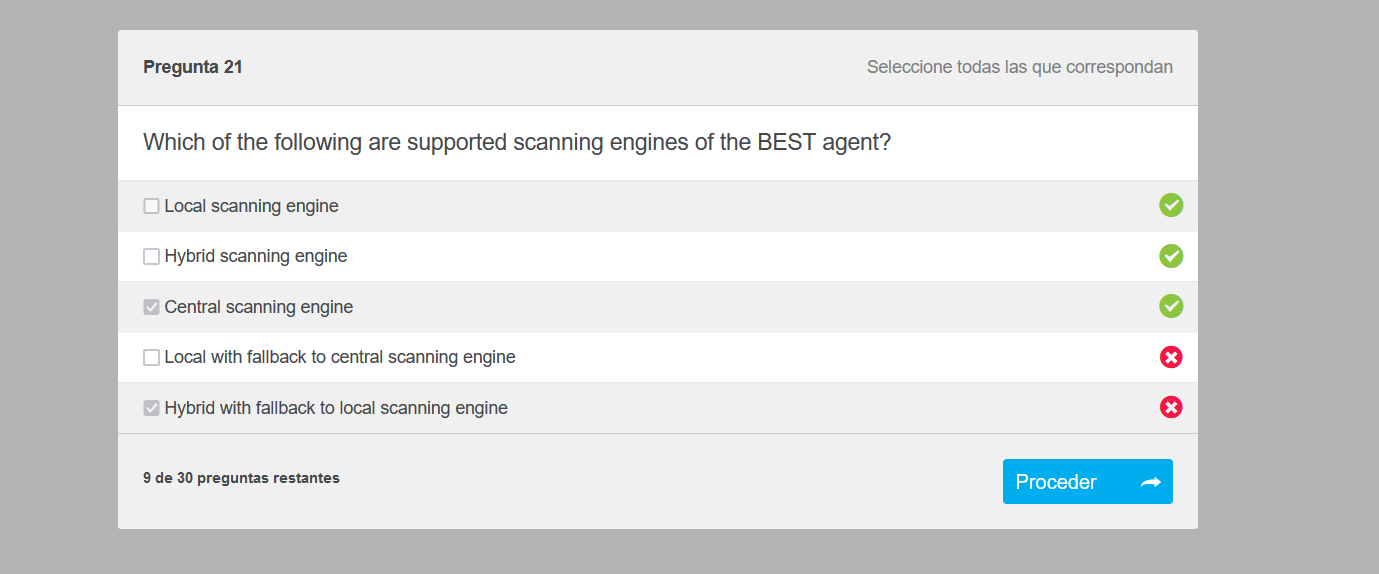 Pregunta 21
Seleccione todas las que correspondan
Which of the following are supported scanning engines of the BEST agent?
Local scanning engine
Hybrid scanning engine
Central scanning engine
Local with fallback to central scanning engine
Hybrid with fallback to local scanning engine
9 de 30 preguntas restantes
Proceder